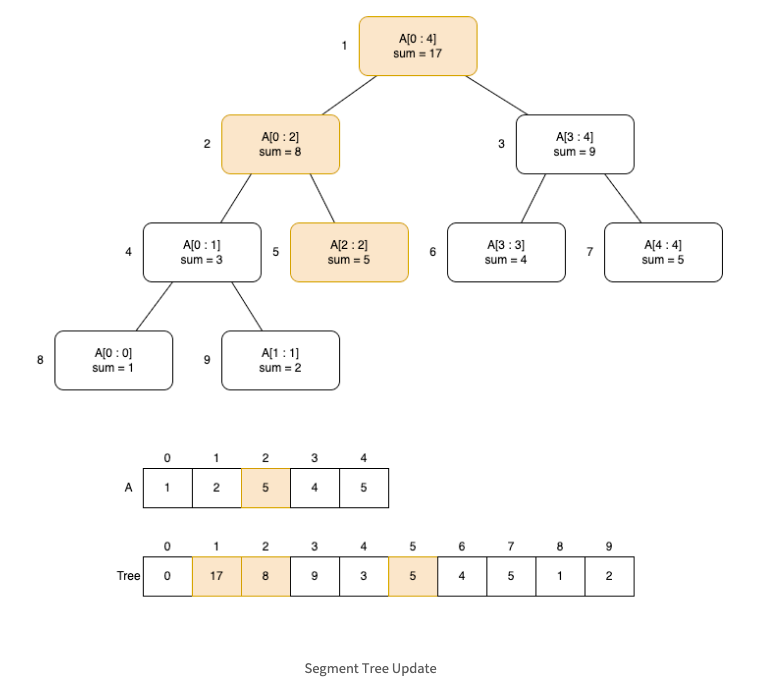 1
A[0 : 4]
sum = 17
2
A[0 : 2]
sum = 8
3
A[3 : 4]
sum = 9
4
A[0 : 1]
sum = 3
5
A[2 : 2]
sum = 5
6
A[3 : 3]
sum = 4
7
A[4 : 4]
sum = 5
8
A[0 : 0]
sum = 1
9
A[1 : 1]
sum = 2
0 1 2 3 4
A 1 2 5 4 5
0 1 2 3 4 5 6 7 8 9
Tree 0 17 8 9 3 5 4 5 1 2
Segment Tree Update